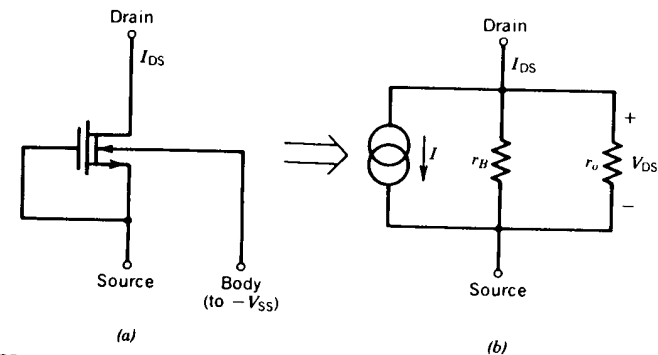 Drain
I_DS
Source
Body
(to −V_SS)
(a)
Drain
I_DS
I
r_B
r_o
+
V_DS
−
Source
(b)